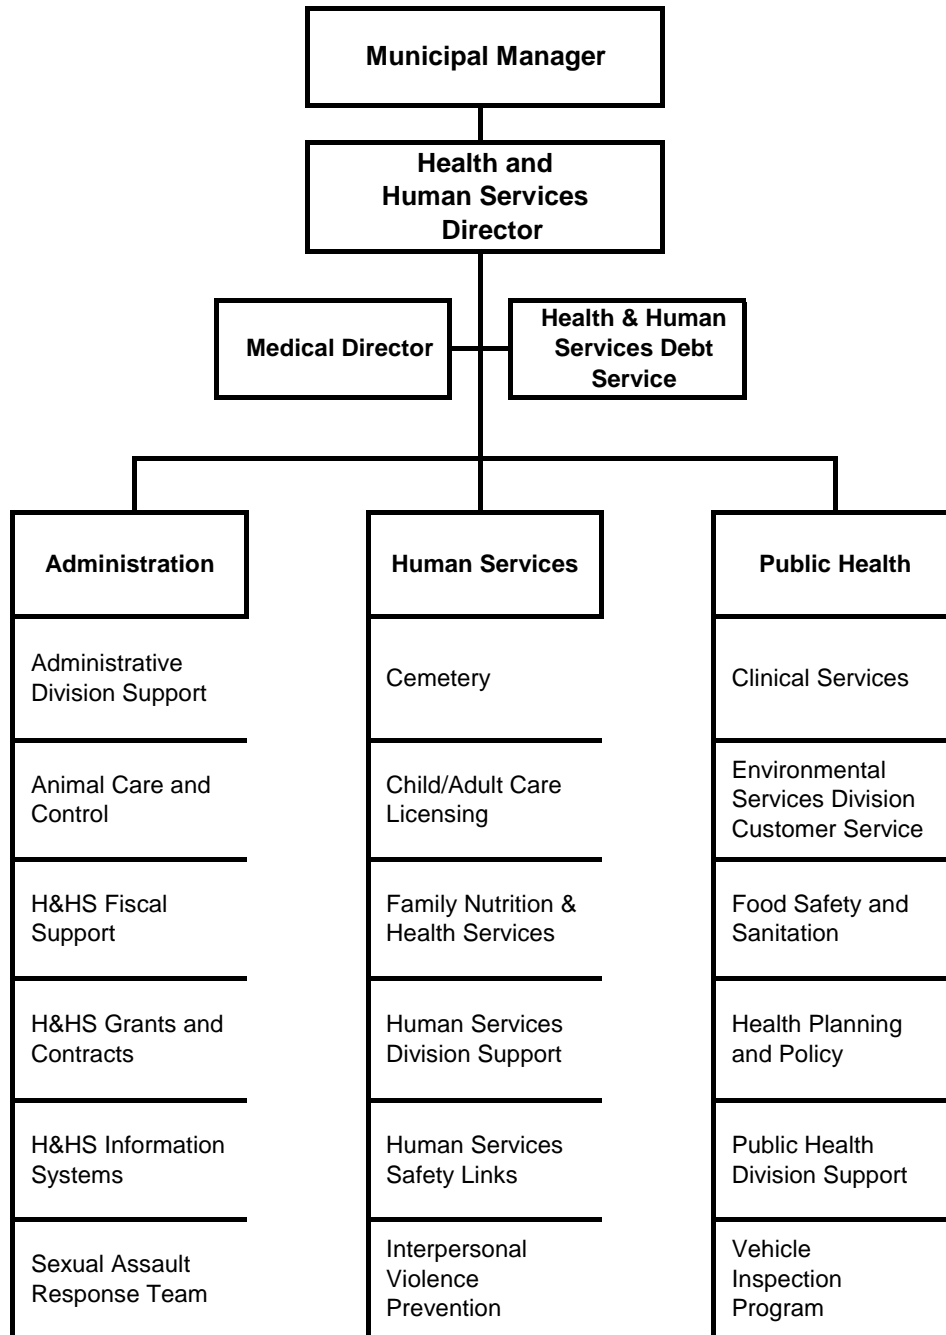 Municipal Manager
Health and
Human Services
Director
Medical Director
Health & Human
Services Debt
Service
Administration
Administrative
Division Support
Animal Care and
Control
H&HS Fiscal
Support
H&HS Grants and
Contracts
H&HS Information
Systems
Sexual Assault
Response Team
Human Services
Cemetery
Child/Adult Care
Licensing
Family Nutrition &
Health Services
Human Services
Division Support
Human Services
Safety Links
Interpersonal
Violence
Prevention
Public Health
Clinical Services
Environmental
Services Division
Customer Service
Food Safety and
Sanitation
Health Planning
and Policy
Public Health
Division Support
Vehicle
Inspection
Program